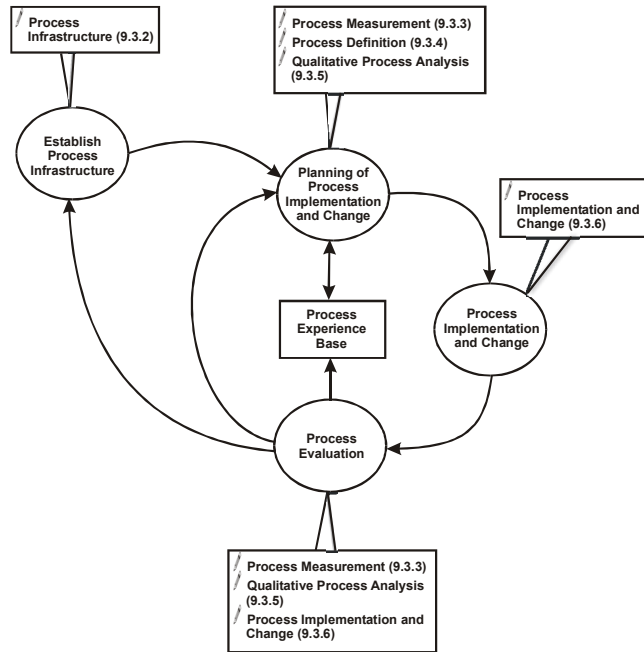 Process
Infrastructure (9.3.2)
Process Measurement (9.3.3)
Process Definition (9.3.4)
Qualitative Process Analysis
(9.3.5)
Establish
Process
Infrastructure
Planning of
Process
Implementation
and Change
Process
Implementation and
Change (9.3.6)
Process
Experience
Base
Process
Implementation
and Change
Process
Evaluation
Process Measurement (9.3.3)
Qualitative Process Analysis
(9.3.5)
Process Implementation and
Change (9.3.6)